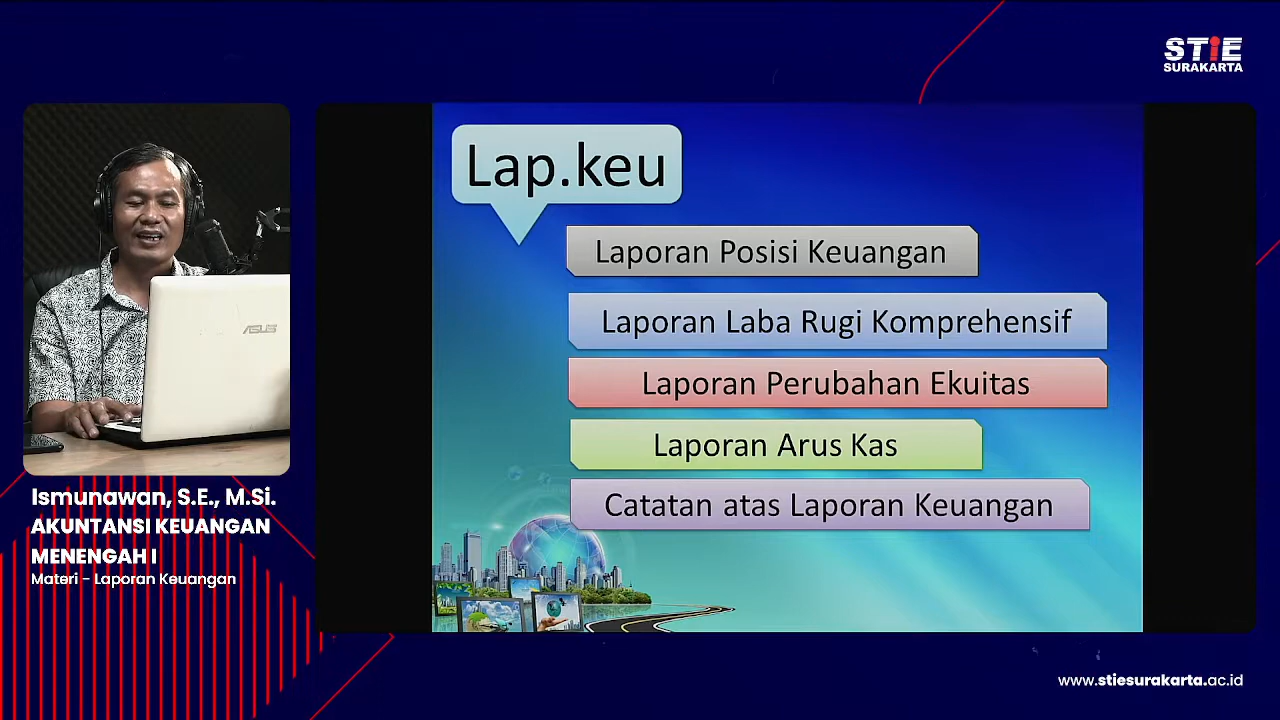 STiE
SURAKARTA
Lap.keu
Laporan Posisi Keuangan
Laporan Laba Rugi Komprehensif
Laporan Perubahan Ekuitas
Laporan Arus Kas
Catatan atas Laporan Keuangan
ASUS
Ismunawan, S.E., M.Si.
AKUNTANSI KEUANGAN
MENENGAH I
Materi - Laporan Keuangan
www.stiesurakarta.ac.id